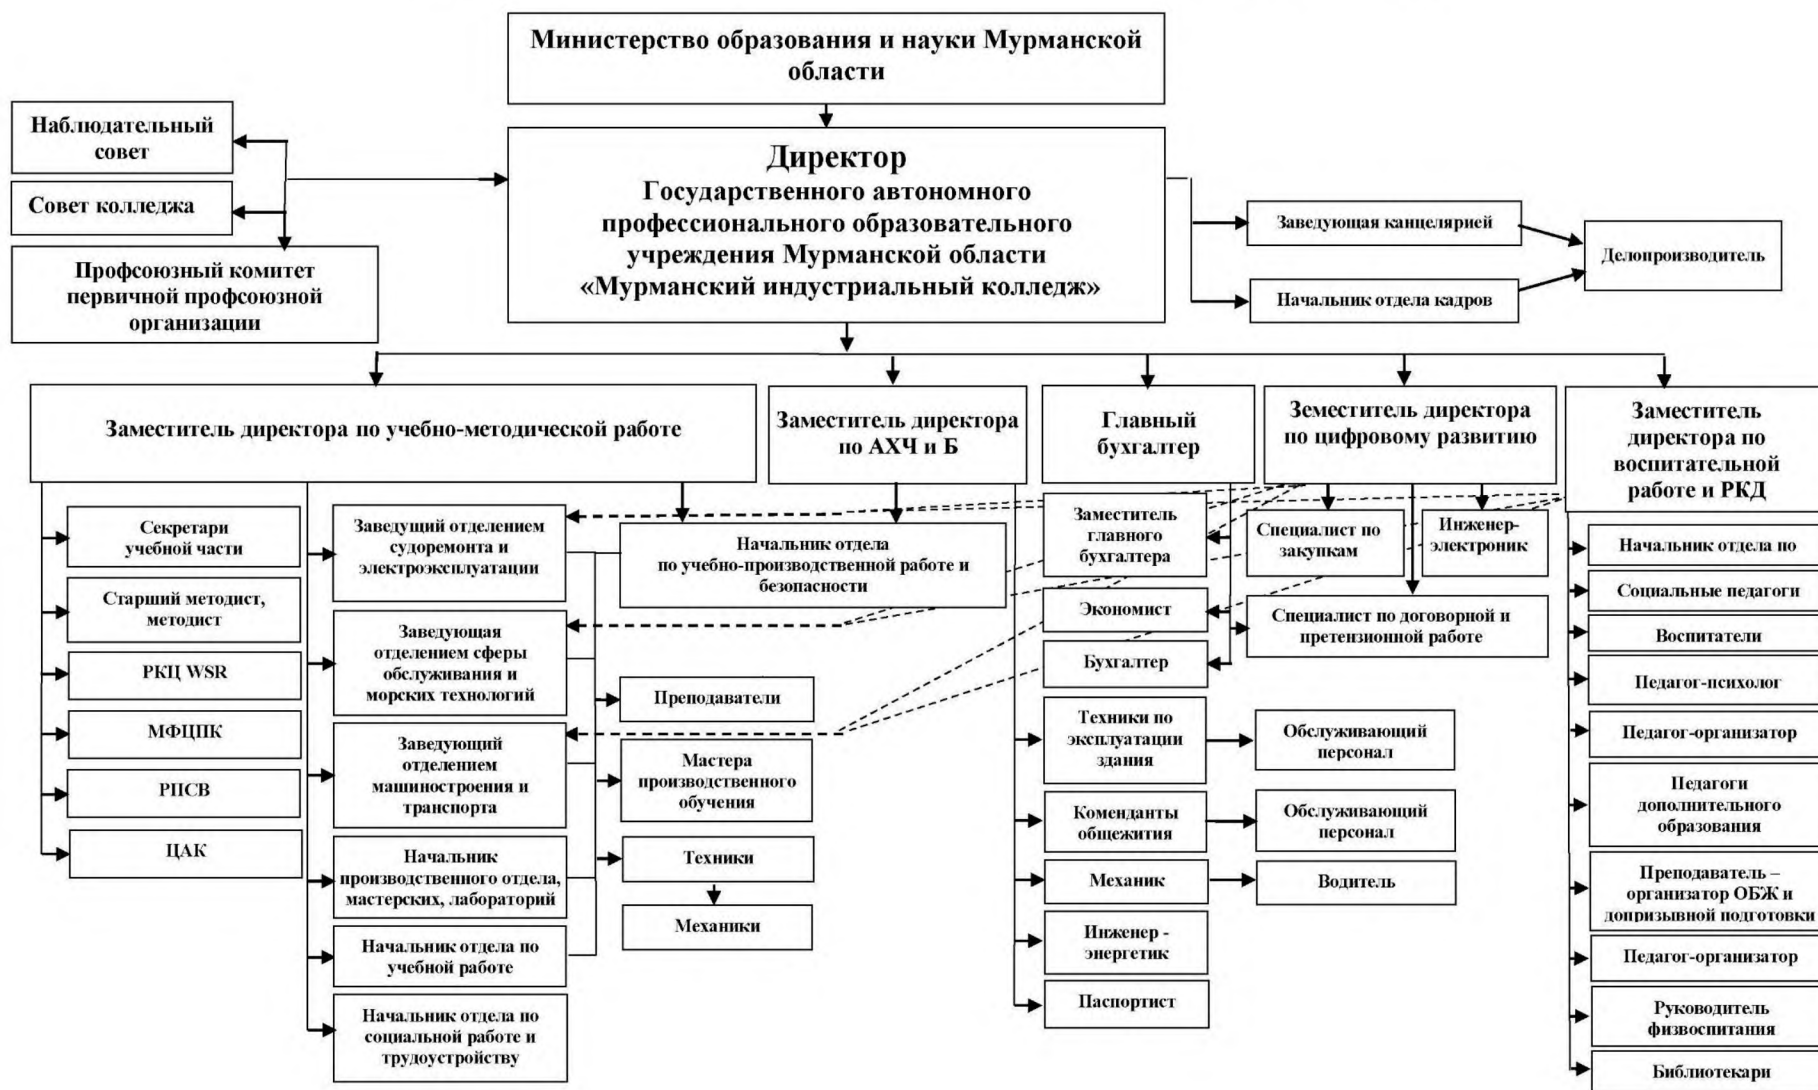 Министерство образования и науки Мурманской
области
Наблюдательный
совет
Совет колледжа
Профсоюзный комитет
первичной профсоюзной
организации
Директор
Государственного автономного
профессионального образовательного
учреждения Мурманской области
«Мурманский индустриальный колледж»
Заведующая канцелярией
Начальник отдела кадров
Делопроизводитель
Заместитель директора по учебно-методической работе
Заместитель директора
по АХЧ и Б
Главный
бухгалтер
Земеститель директора
по цифровому развитию
Заместитель
директора по
воспитательной
работе и РКД
Секретари
учебной части
Старший методист,
методист
РКЦ WSR
МФЦПК
РПСВ
ЦАК
Заведущий отделением
судоремонта и
электроэксплуатации
Заведующая
отделением сферы
обслуживания и
морских технологий
Заведующий
отделением
машиностроения и
транспорта
Начальник
производственного отдела,
мастерских, лабораторий
Начальник отдела по
учебной работе
Начальник отдела по
социальной работе и
трудоустройству
Начальник отдела
по учебно-производственной работе и
безопасности
Преподаватели
Мастера
производственного
обучения
Техники
Механики
Заместитель
главного
бухгалтера
Экономист
Бухгалтер
Техники по
эксплуатации
здания
Коменданты
общежития
Механик
Инженер -
энергетик
Паспортист
Специалист по
закупкам
Инженер-
электроник
Специалист по договорной и
претензионной работе
Обслуживающий
персонал
Обслуживающий
персонал
Водитель
Начальник отдела по
Социальные педагоги
Воспитатели
Педагог-психолог
Педагог-организатор
Педагоги
дополнительного
образования
Преподаватель –
организатор ОБЖ и
допризывной подготовки
Педагог-организатор
Руководитель
физвоспитания
Библиотекари